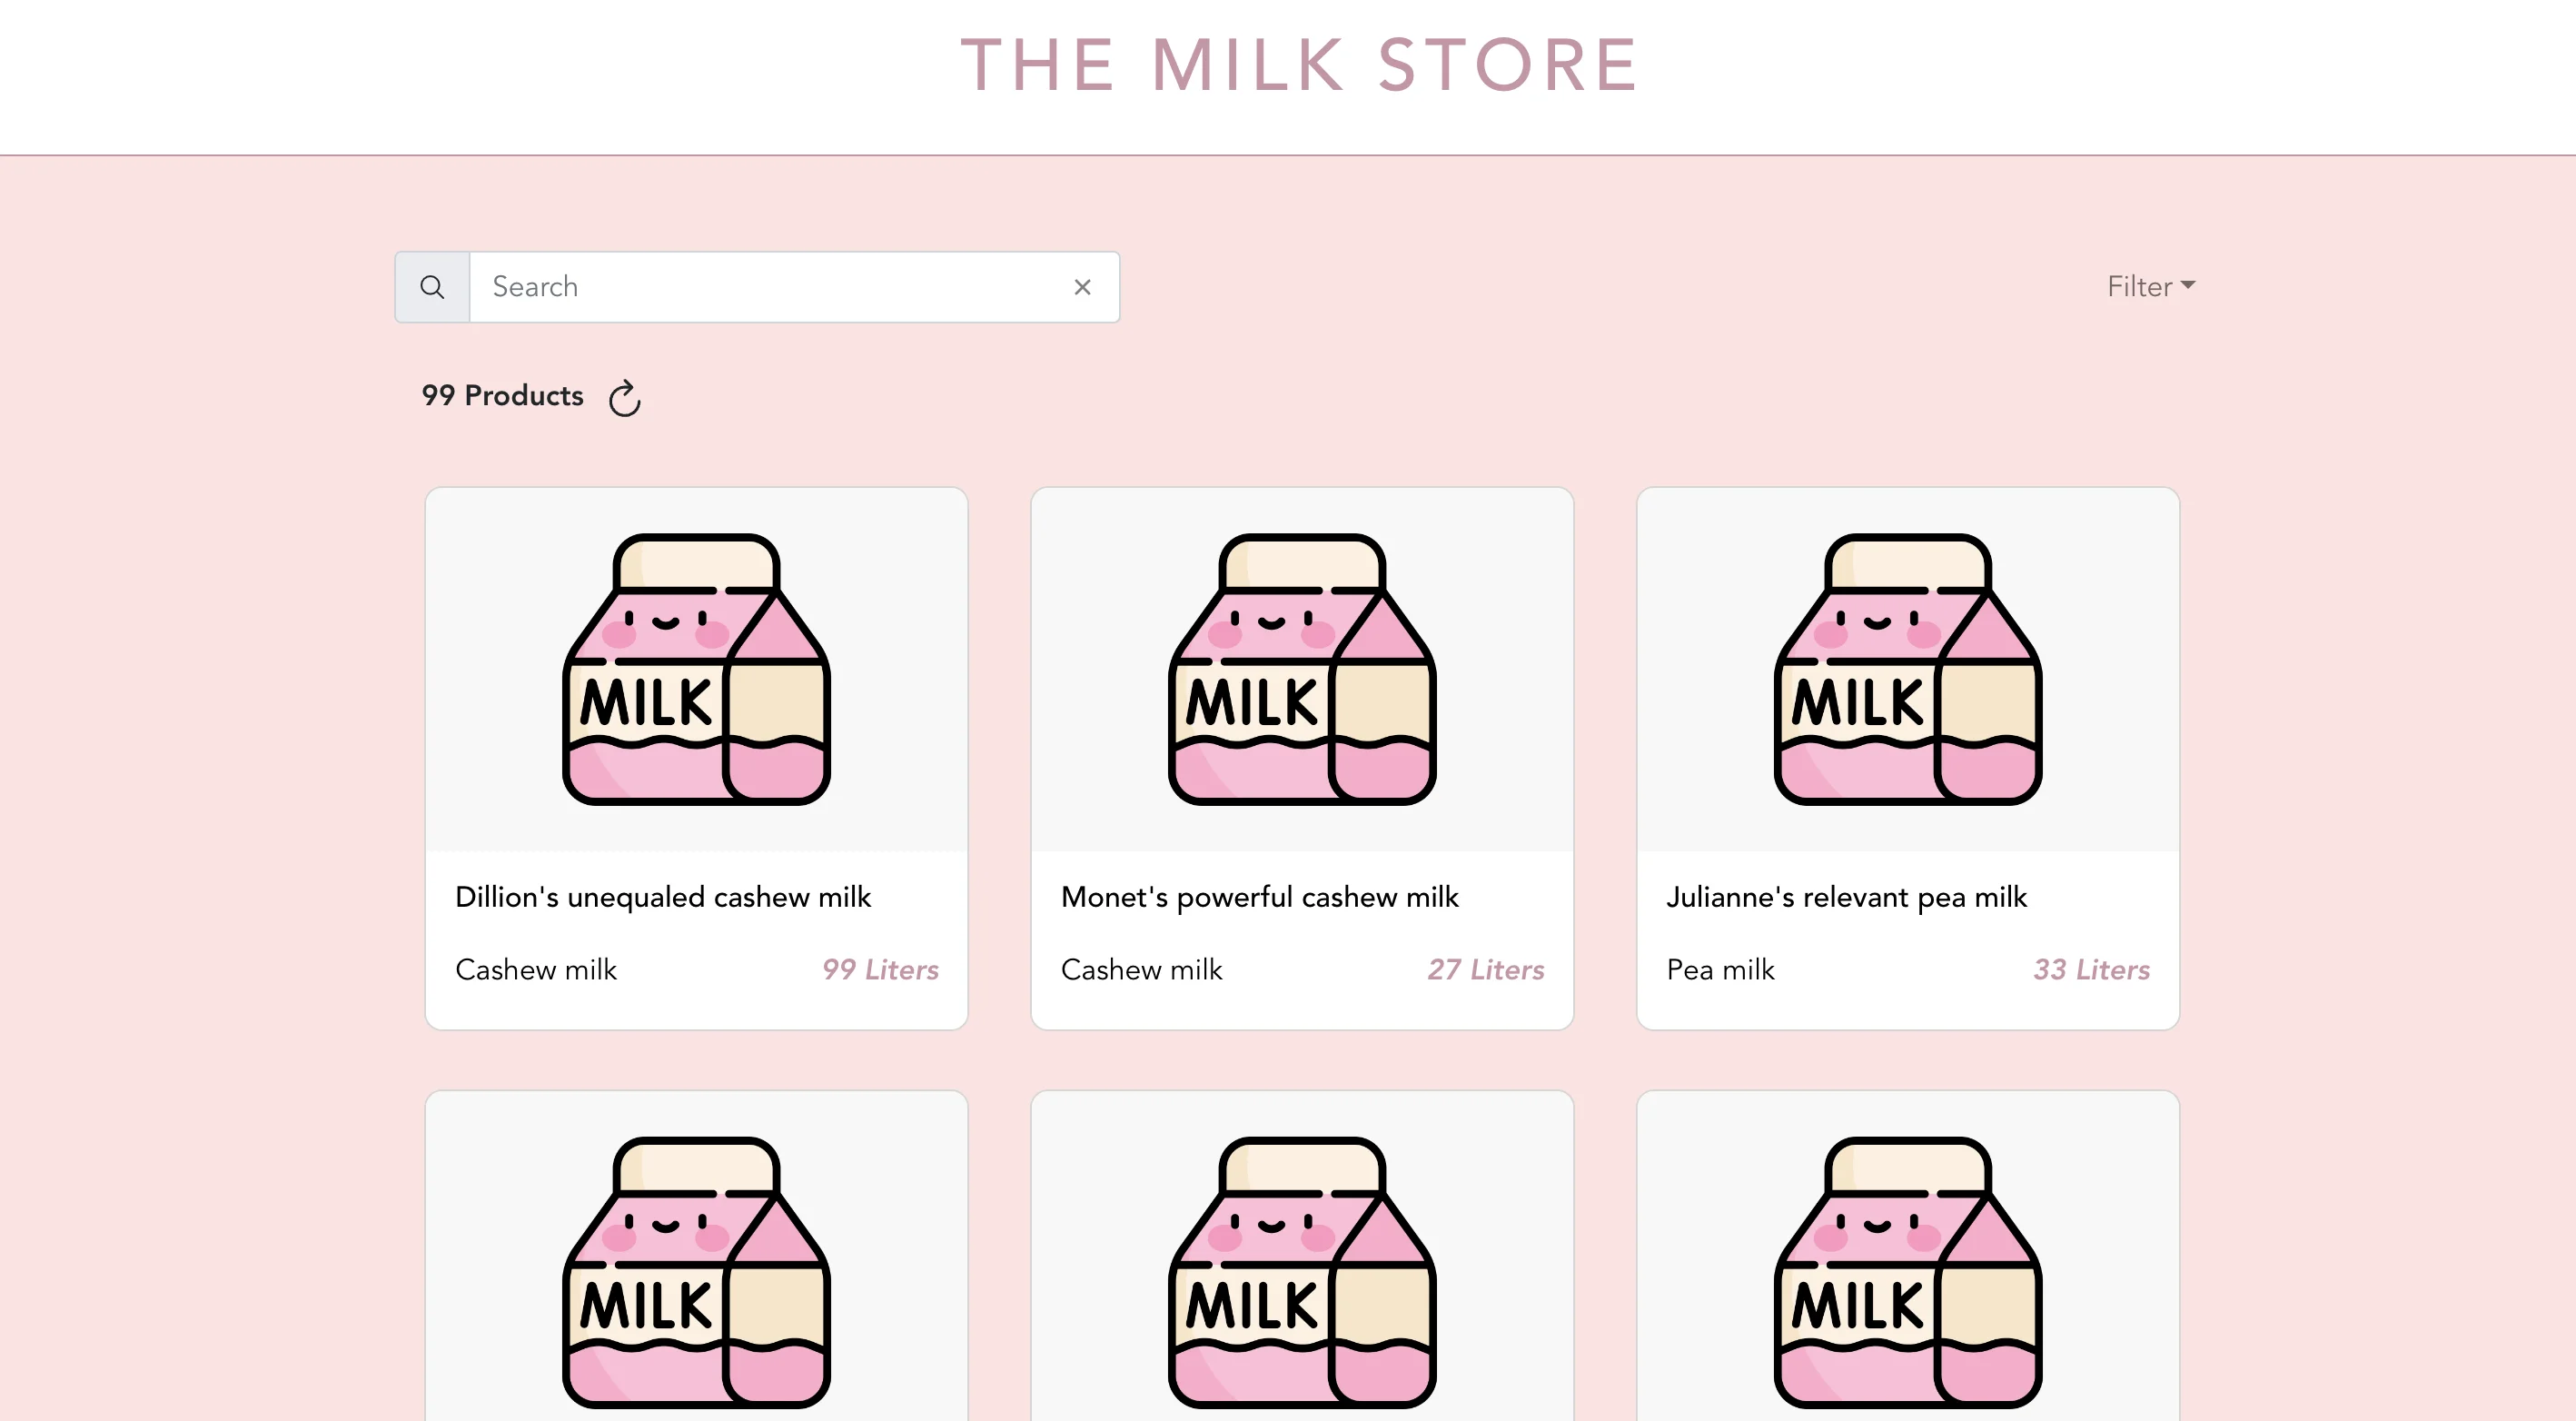 THE MILK STORE
Search
Filter
99 Products
MILK
MILK
MILK
Dillion's unequaled cashew milk
Monet's powerful cashew milk
Julianne's relevant pea milk
Cashew milk
99 Liters
Cashew milk
27 Liters
Pea milk
33 Liters
MILK
MILK
MILK